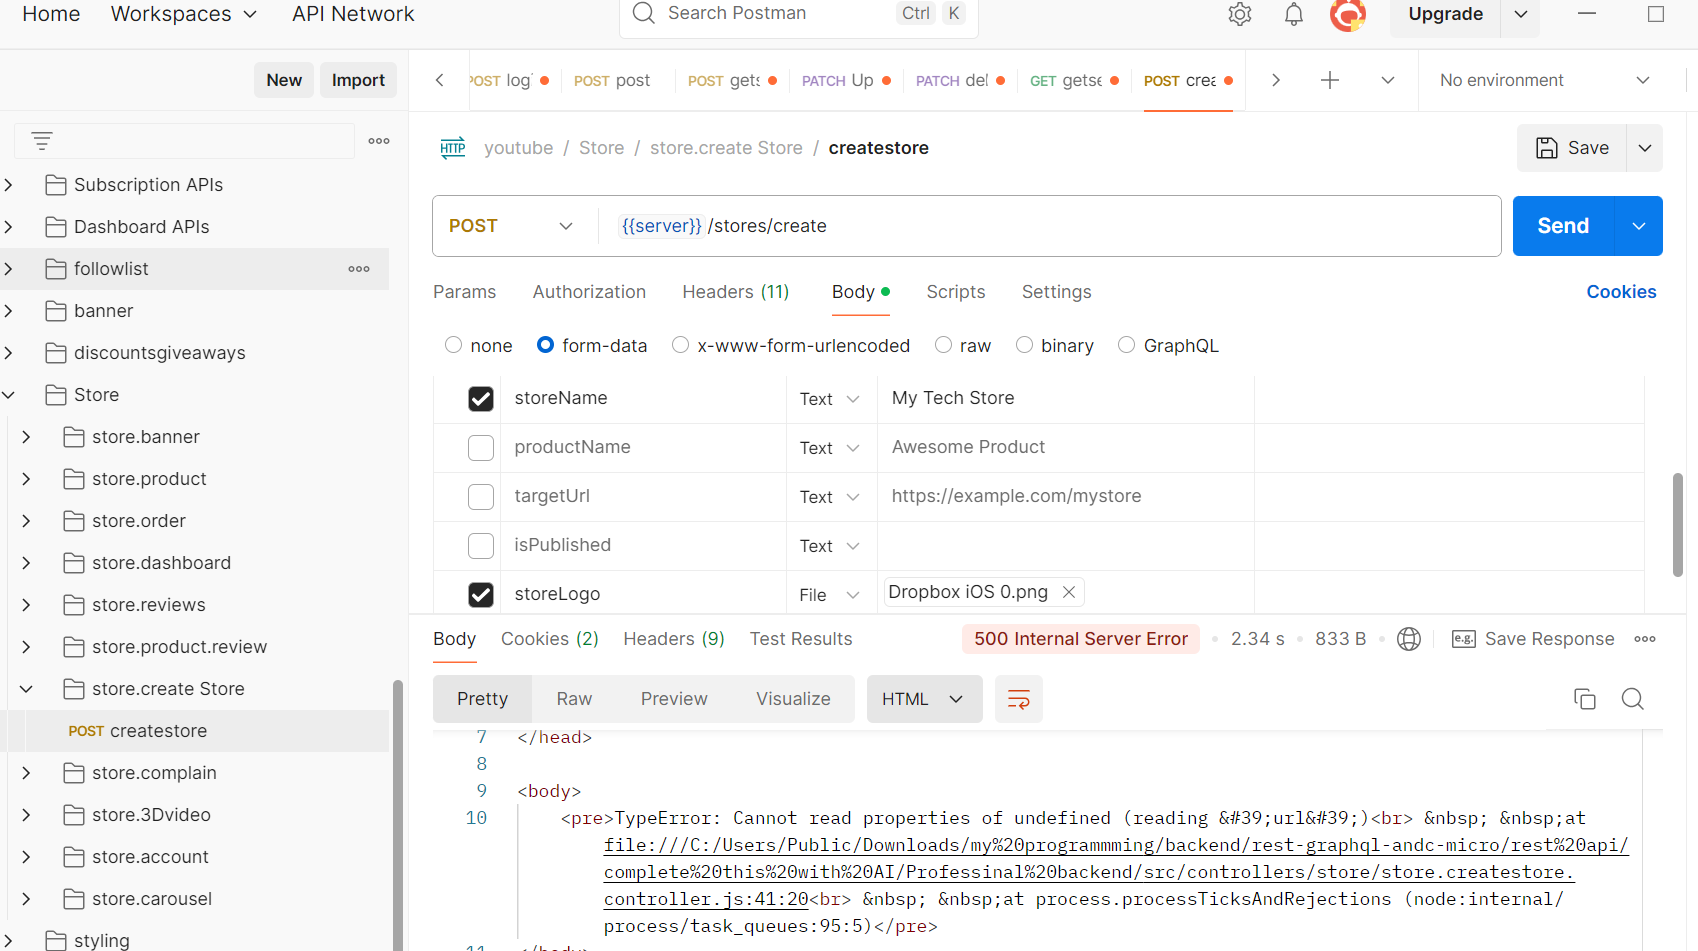 Home Workspaces API Network Search Postman Ctrl K Upgrade
New Import POST log POST post POST gets PATCH Up PATCH del GET getse POST crea No environment
youtube / Store / store.create Store / createstore Save
Subscription APIs
Dashboard APIs
followlist
banner
discountsgiveaways
Store
store.banner
store.product
store.order
store.dashboard
store.reviews
store.product.review
store.create Store
POST createstore
store.complain
store.3Dvideo
store.account
store.carousel
styling
POST {{server}} /stores/create Send
Params Authorization Headers (11) Body Scripts Settings Cookies
none form-data x-www-form-urlencoded raw binary GraphQL
storeName Text My Tech Store
productName Text Awesome Product
targetUrl Text https://example.com/mystore
isPublished Text
storeLogo File Dropbox iOS 0.png
Body Cookies (2) Headers (9) Test Results 500 Internal Server Error 2.34 s 833 B e.g. Save Response
Pretty Raw Preview Visualize HTML
7 </head>
8
9 <body>
10 <pre>TypeError: Cannot read properties of undefined (reading &#39;url&#39;)<br> &nbsp; &nbsp;at
file:///C:/Users/Public/Downloads/my%20programmming/backend/rest-graphql-andc-micro/rest%20api/
complete%20this%20with%20AI/Professinal%20backend/src/controllers/store/store.createstore.
controller.js:41:20<br> &nbsp; &nbsp;at process.processTicksAndRejections (node:internal/
process/task_queues:95:5)</pre>
11 </body>